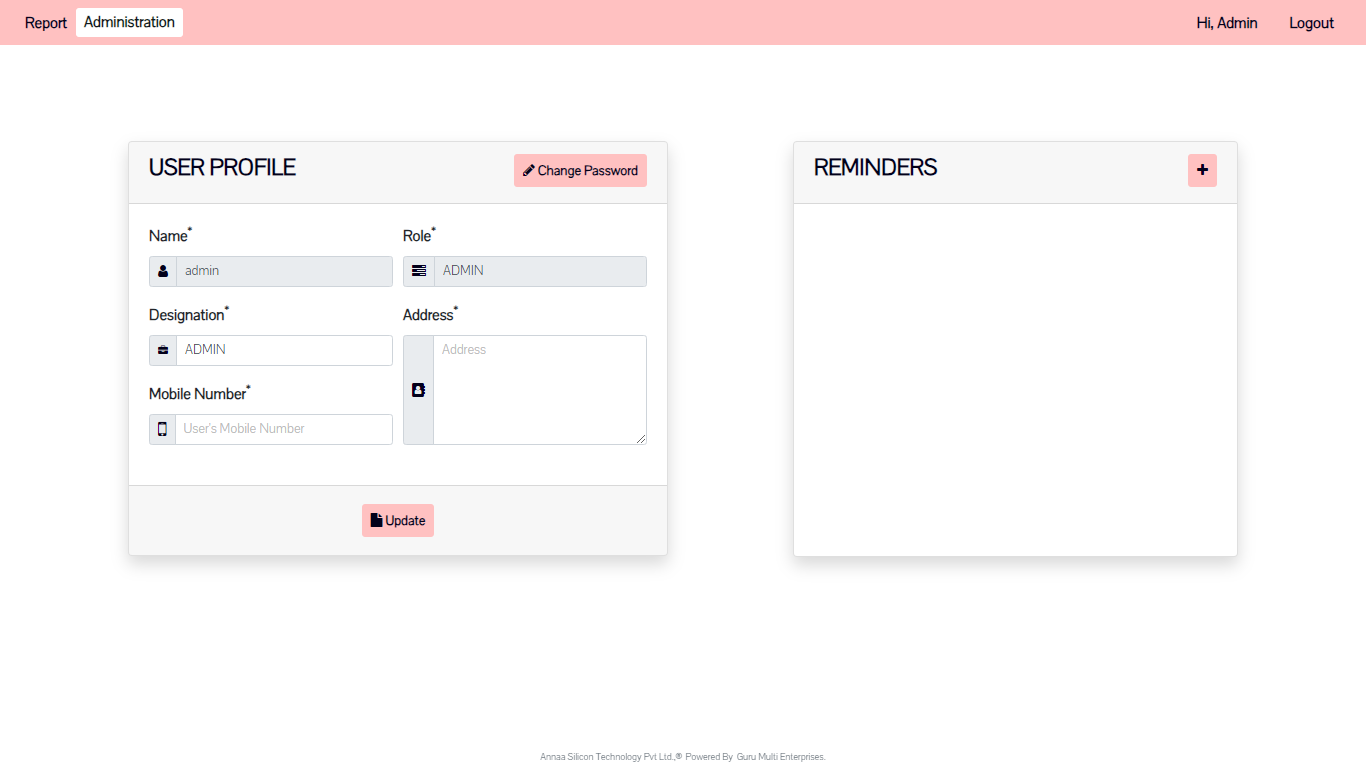 Report Administration Hi, Admin Logout
USER PROFILE Change Password
Name* Role*
admin ADMIN
Designation* Address*
ADMIN Address
Mobile Number*
User's Mobile Number
Update
REMINDERS
Annaa Silicon Technology Pvt Ltd.,® Powered By Guru Multi Enterprises.